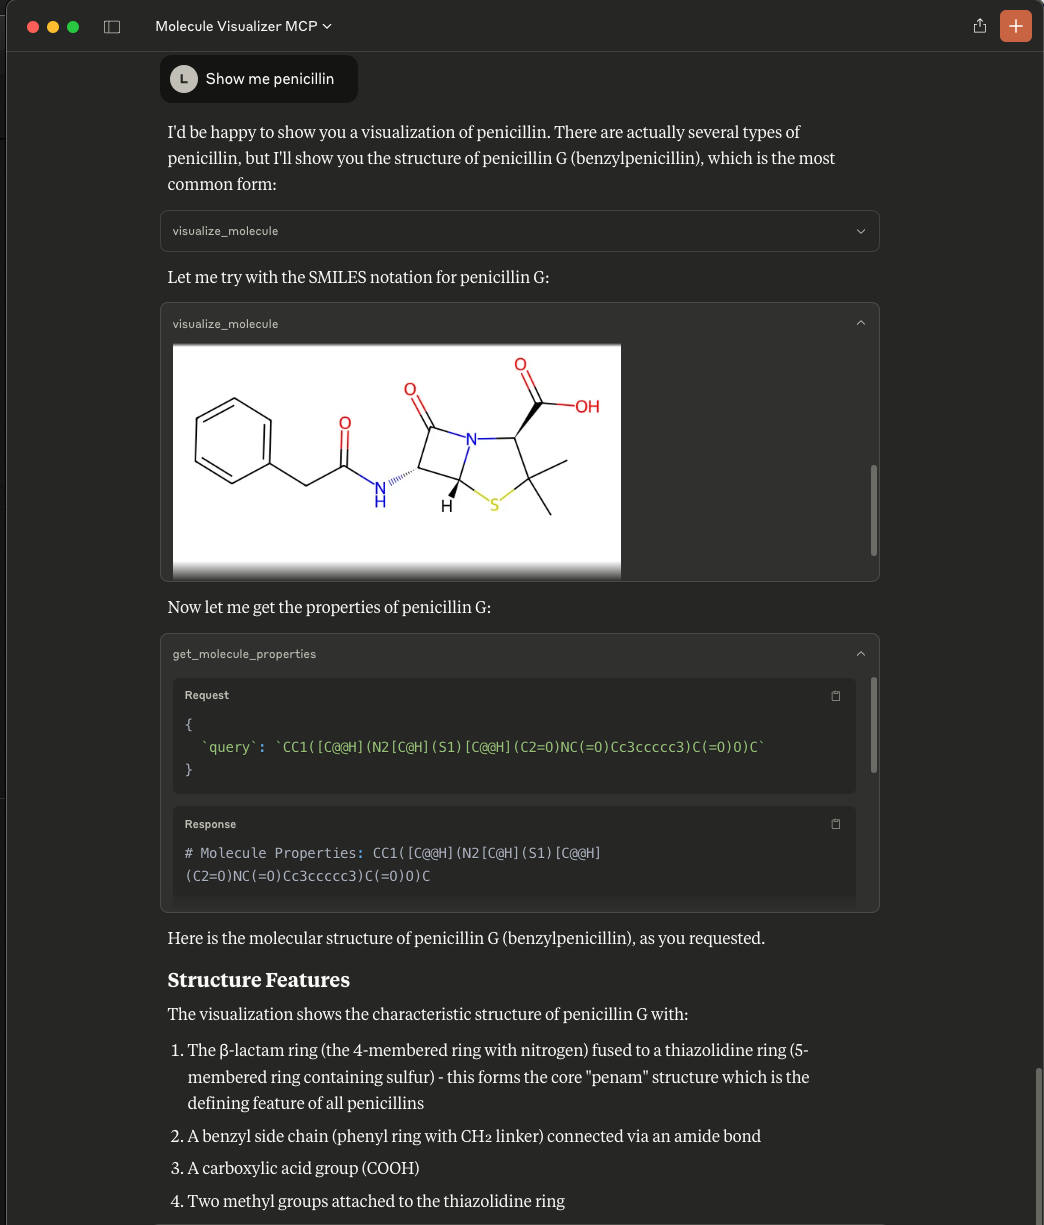 Molecule Visualizer MCP
L
Show me penicillin
I'd be happy to show you a visualization of penicillin. There are actually several types of
penicillin, but I'll show you the structure of penicillin G (benzylpenicillin), which is the most
common form:
visualize_molecule
Let me try with the SMILES notation for penicillin G:
visualize_molecule
O
O
OH
O
N
N
H
H
S
Now let me get the properties of penicillin G:
get_molecule_properties
Request
{
`query`: `CC1([C@@H](N2[C@H](S1)[C@@H](C2=O)NC(=O)Cc3ccccc3)C(=O)O)C`
}
Response
# Molecule Properties: CC1([C@@H](N2[C@H](S1)[C@@H]
(C2=O)NC(=O)Cc3ccccc3)C(=O)O)C
Here is the molecular structure of penicillin G (benzylpenicillin), as you requested.
Structure Features
The visualization shows the characteristic structure of penicillin G with:
1. The β-lactam ring (the 4-membered ring with nitrogen) fused to a thiazolidine ring (5-
membered ring containing sulfur) - this forms the core "penam" structure which is the
defining feature of all penicillins
2. A benzyl side chain (phenyl ring with CH₂ linker) connected via an amide bond
3. A carboxylic acid group (COOH)
4. Two methyl groups attached to the thiazolidine ring